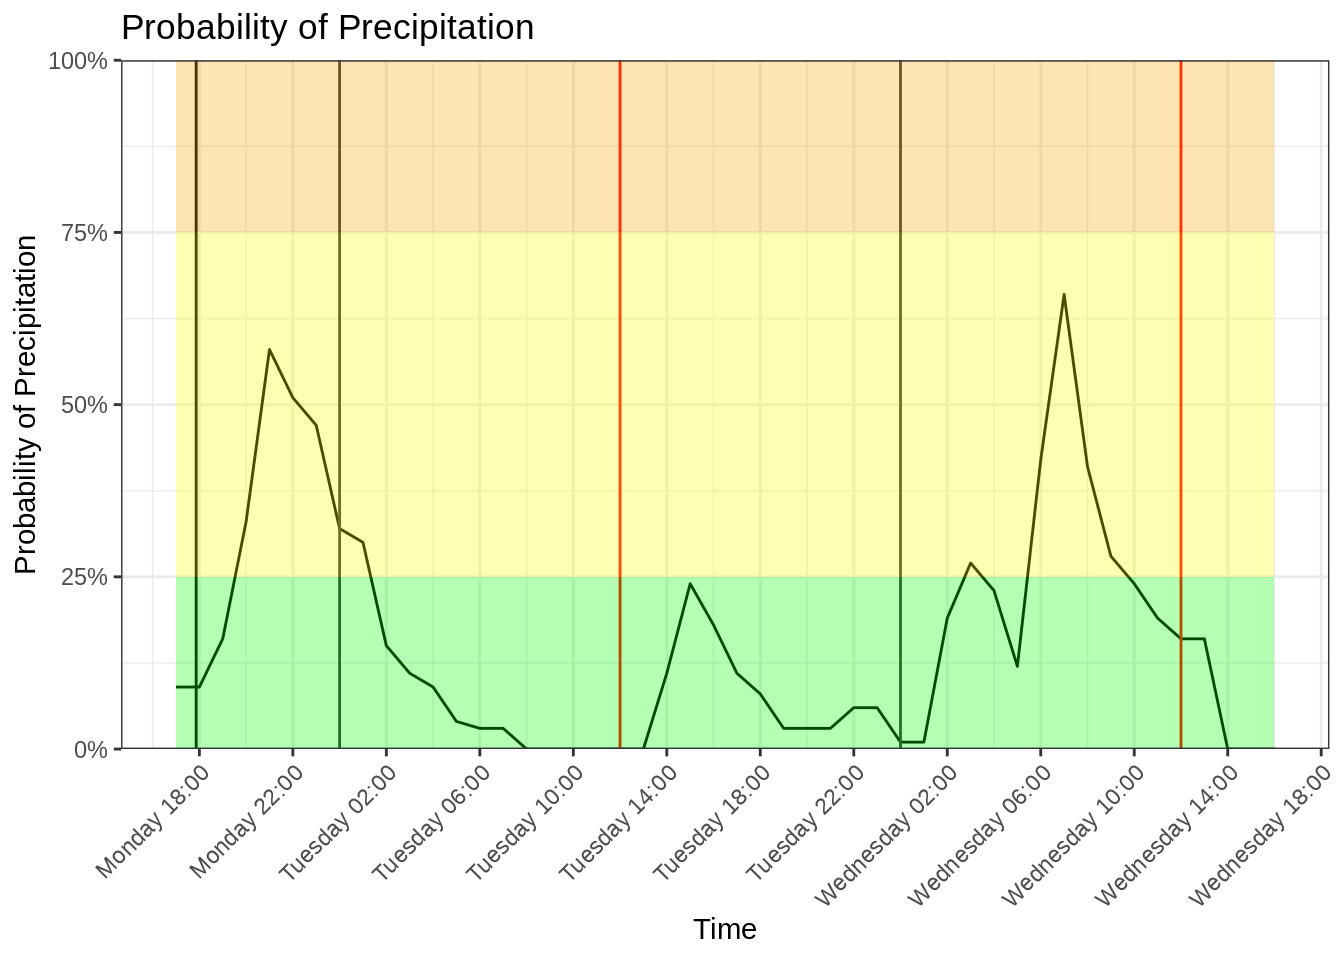 Probability of Precipitation
Probability of Precipitation
100%
75%
50%
25%
0%
Monday 18:00
Monday 22:00
Tuesday 02:00
Tuesday 06:00
Tuesday 10:00
Tuesday 14:00
Tuesday 18:00
Tuesday 22:00
Wednesday 02:00
Wednesday 06:00
Wednesday 10:00
Wednesday 14:00
Wednesday 18:00
Time